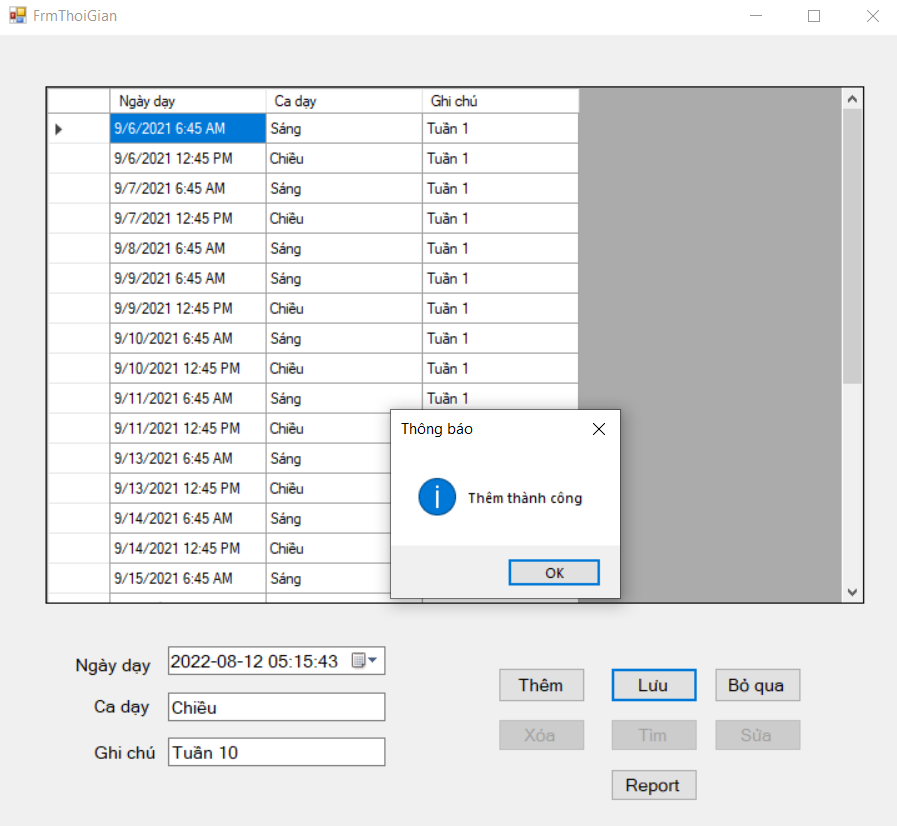 FrmThoiGian
Ngày dạy Ca dạy Ghi chú
9/6/2021 6:45 AM Sáng Tuần 1
9/6/2021 12:45 PM Chiều Tuần 1
9/7/2021 6:45 AM Sáng Tuần 1
9/7/2021 12:45 PM Chiều Tuần 1
9/8/2021 6:45 AM Sáng Tuần 1
9/9/2021 6:45 AM Sáng Tuần 1
9/9/2021 12:45 PM Chiều Tuần 1
9/10/2021 6:45 AM Sáng Tuần 1
9/10/2021 12:45 PM Chiều Tuần 1
9/11/2021 6:45 AM Sáng Tuần 1
9/11/2021 12:45 PM Chiều
9/13/2021 6:45 AM Sáng
9/13/2021 12:45 PM Chiều
9/14/2021 6:45 AM Sáng
9/14/2021 12:45 PM Chiều
9/15/2021 6:45 AM Sáng
Thông báo
Thêm thành công
OK
Ngày dạy 2022-08-12 05:15:43
Ca dạy Chiều
Ghi chú Tuần 10
Thêm Lưu Bỏ qua
Xóa Tìm Sửa
Report